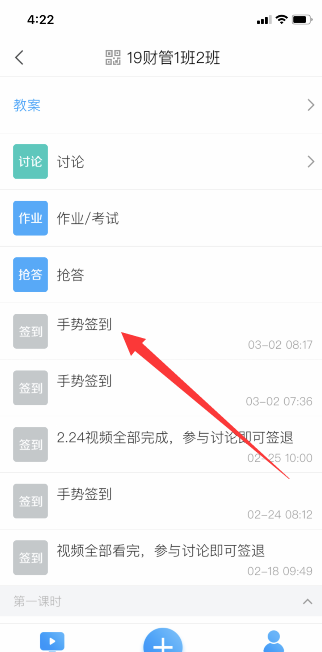 4:22
19财管1班2班
教案
讨论 讨论
作业 作业/考试
抢答 抢答
签到 手势签到
03-02 08:17
签到 手势签到
03-02 07:36
签到 2.24视频全部完成，参与讨论即可签退
02-25 10:00
签到 手势签到
02-24 08:12
签到 视频全部看完，参与讨论即可签退
02-18 09:49
第一课时